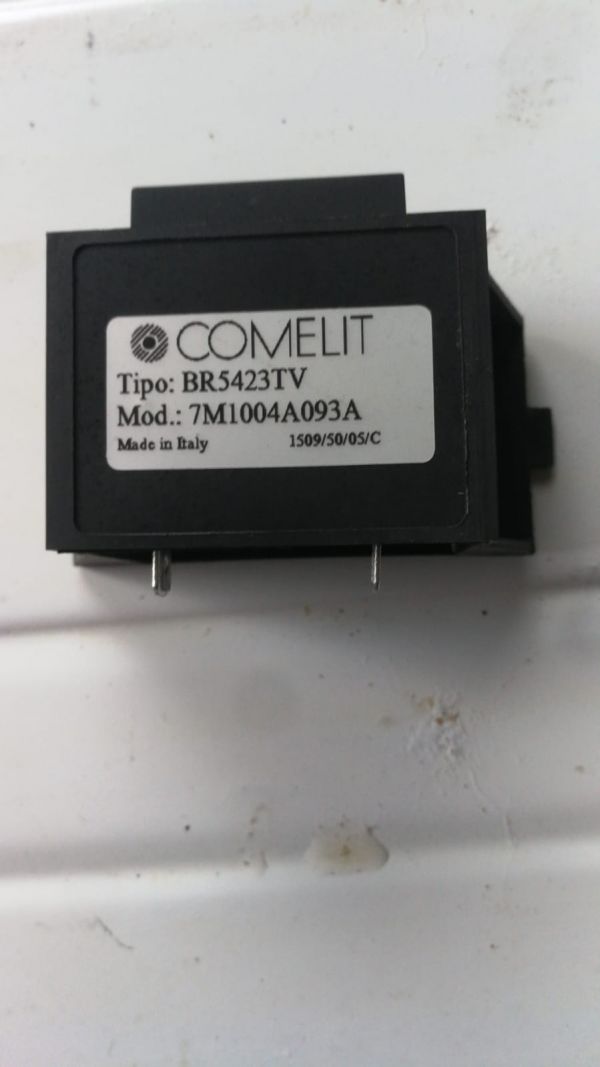 COMELIT
Tipo: BR5423TV
Mod.: 7M1004A093A
Made in Italy 1509/50/05/C